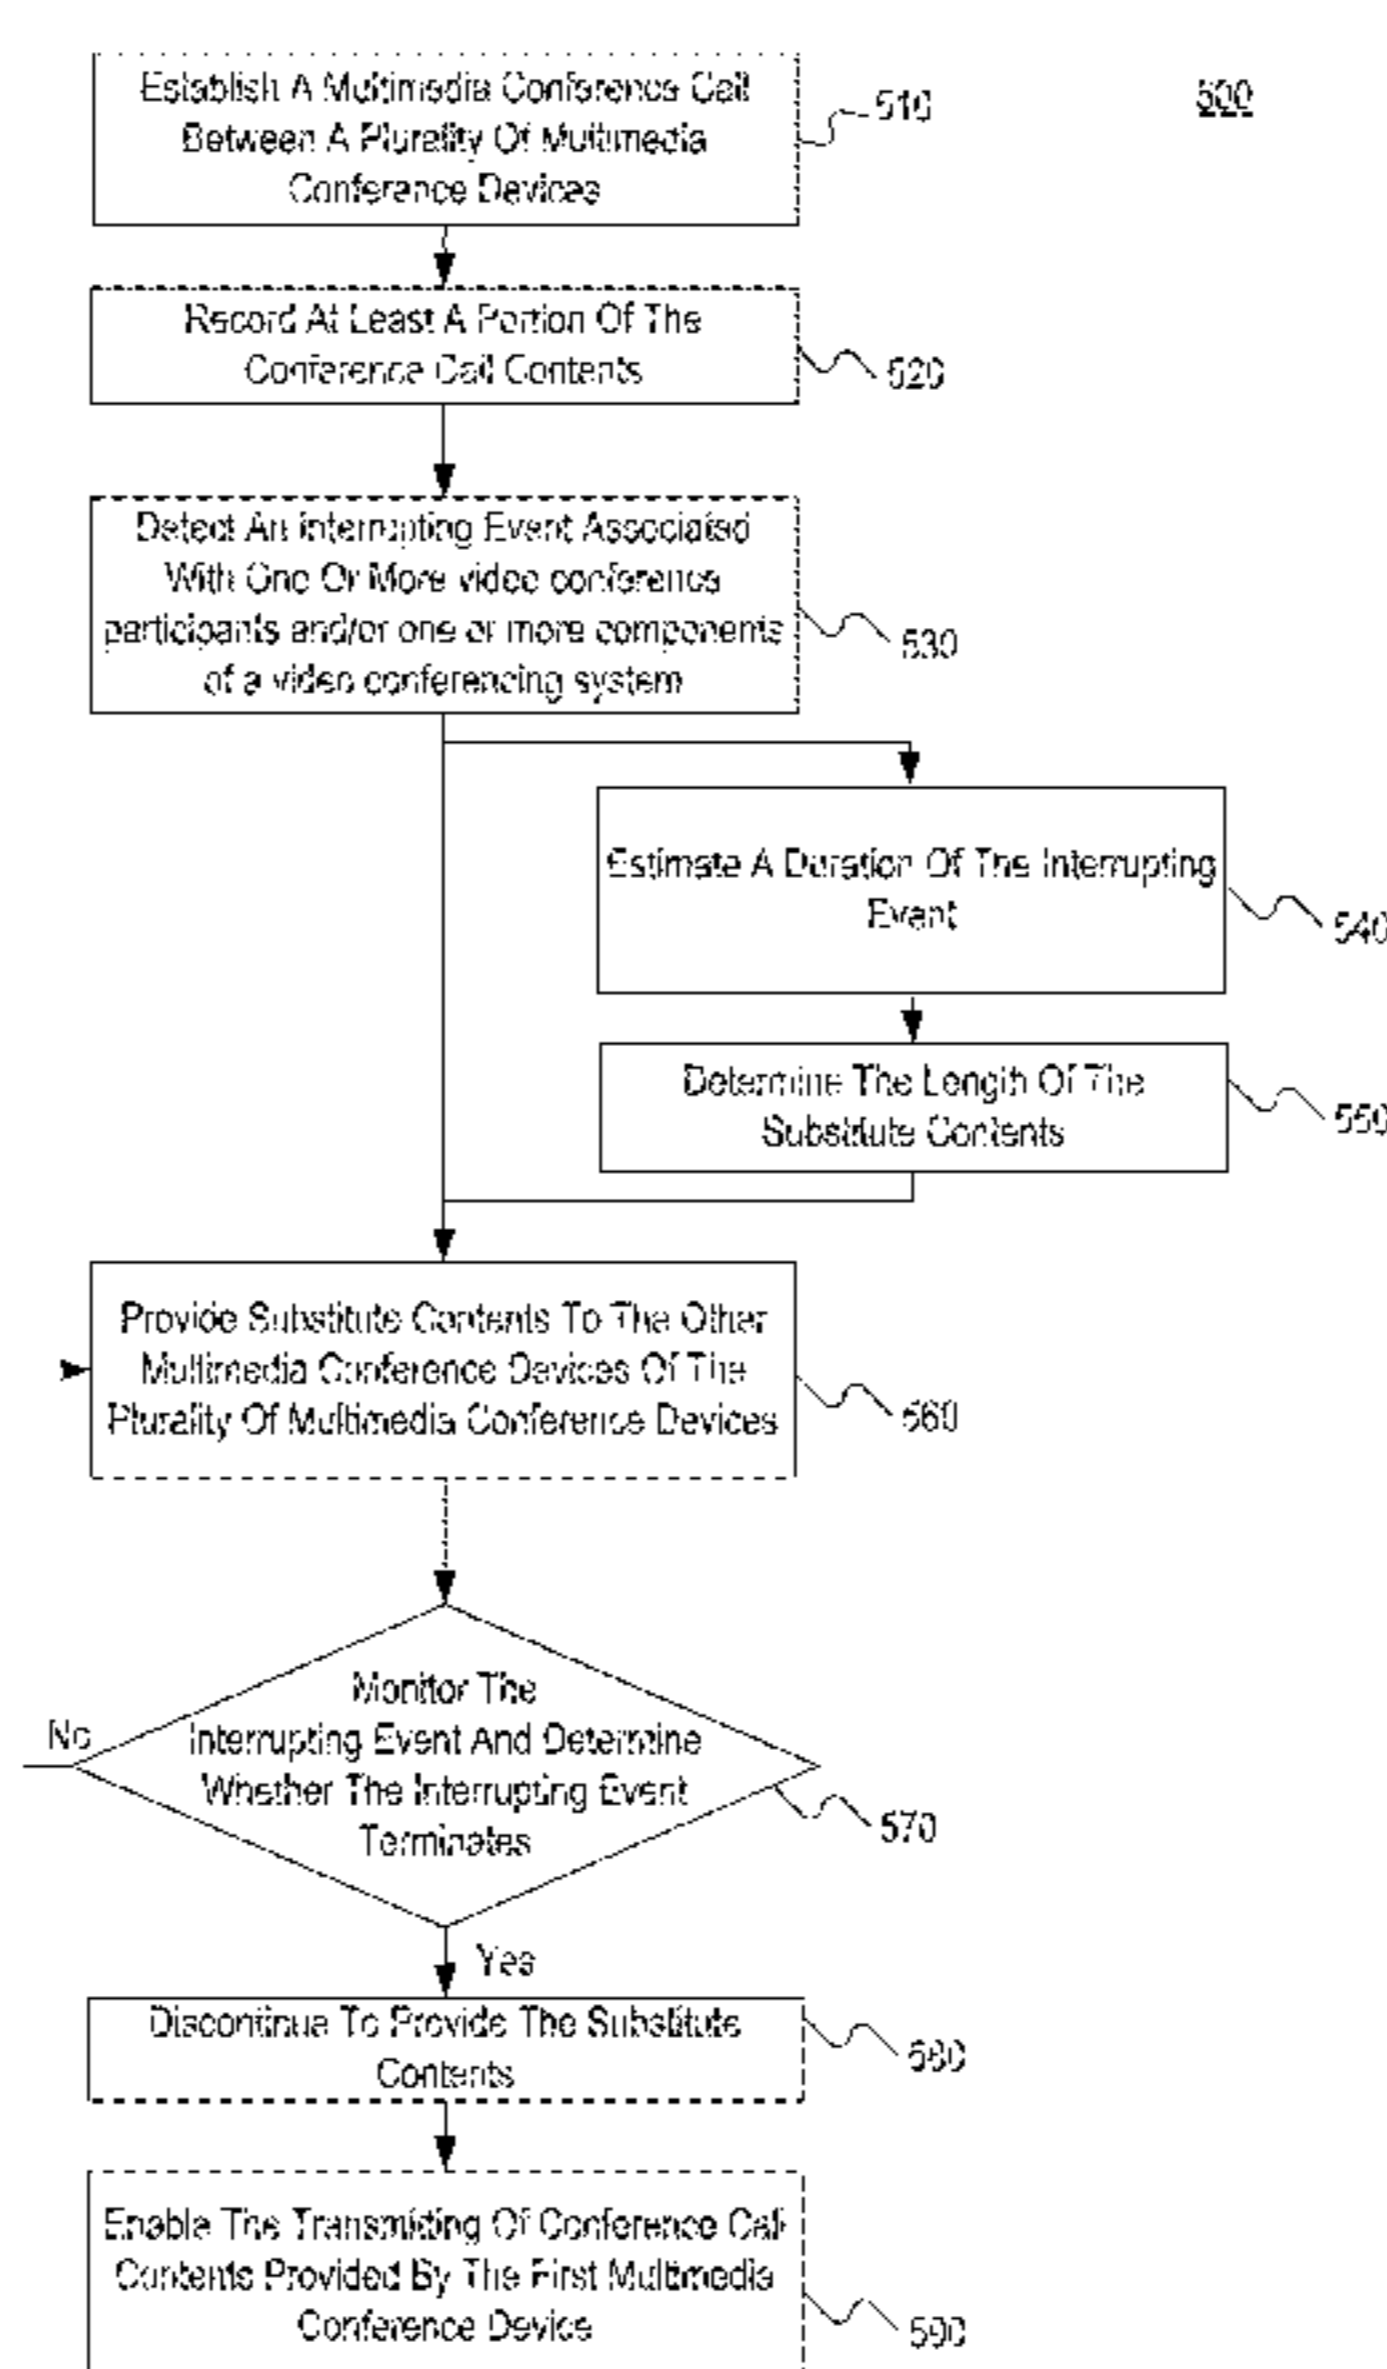 500
Establish A Multimedia Conference Call
Between A Plurality Of Multimedia
Conference Devices
510
Record At Least A Portion Of The
Conference Call Contents
520
Detect An Interrupting Event Associated
With One Or More video conference
participants and/or one or more components
of a video conferencing system
530
Estimate A Duration Of The Interrupting
Event
540
Determine The Length Of The
Substitute Contents
550
Provide Substitute Contents To The Other
Multimedia Conference Devices Of The
Plurality Of Multimedia Conference Devices
560
Monitor The
Interrupting Event And Determine
Whether The Interrupting Event
Terminates
570
No
Yes
Discontinue To Provide The Substitute
Contents
580
Enable The Transmitting Of Conference Call
Contents Provided By The First Multimedia
Conference Device
590